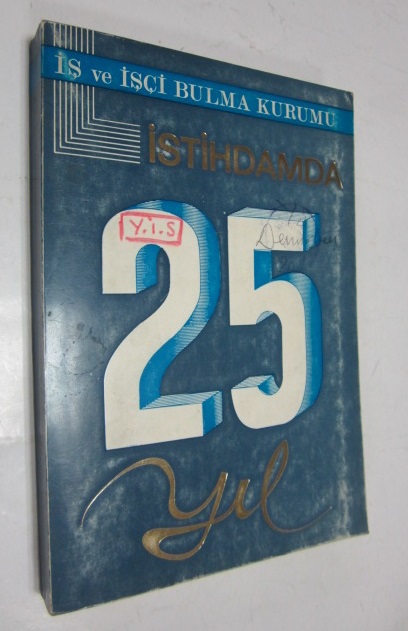 İŞ ve İŞÇİ BULMA KURUMU
İSTİHDAMDA
Y.i.S
25
yıl